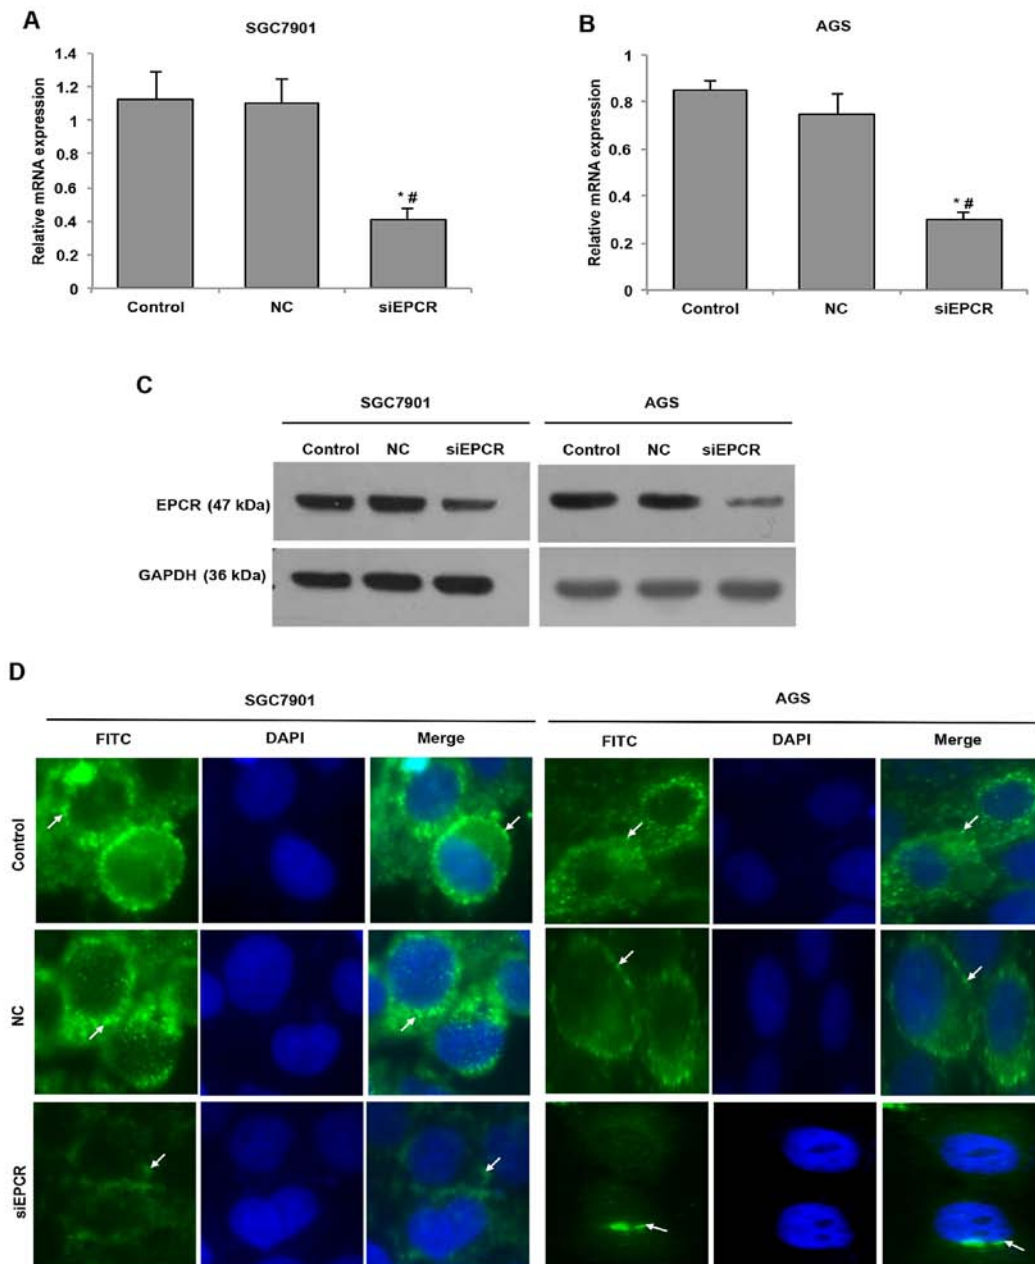 A
SGC7901
Relative mRNA expression
1.4
1.2
1
0.8
0.6
0.4
0.2
0
* #
Control NC siEPCR
B
AGS
Relative mRNA expression
1
0.8
0.6
0.4
0.2
0
* #
Control NC siEPCR
C
SGC7901 AGS
Control NC siEPCR Control NC siEPCR
EPCR (47 kDa)
GAPDH (36 kDa)
D
SGC7901 AGS
FITC DAPI Merge FITC DAPI Merge
Control
NC
siEPCR